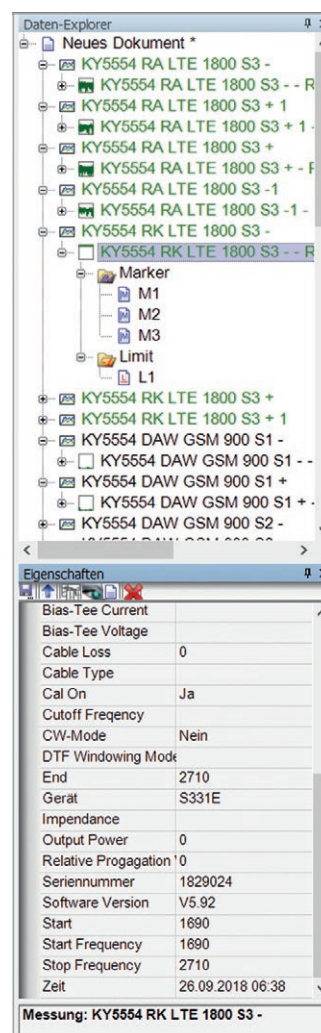 Daten-Explorer
Neues Dokument *
KY5554 RA LTE 1800 S3 -
KY5554 RA LTE 1800 S3 - - R
KY5554 RA LTE 1800 S3 + 1
KY5554 RA LTE 1800 S3 + 1 -
KY5554 RA LTE 1800 S3 +
KY5554 RA LTE 1800 S3 + - F
KY5554 RA LTE 1800 S3 -1
KY5554 RA LTE 1800 S3 -1 -
KY5554 RK LTE 1800 S3 -
KY5554 RK LTE 1800 S3 - - R
Marker
M1
M2
M3
Limit
L1
KY5554 RK LTE 1800 S3 +
KY5554 RK LTE 1800 S3 + 1
KY5554 DAW GSM 900 S1 -
KY5554 DAW GSM 900 S1 - -
KY5554 DAW GSM 900 S1 +
KY5554 DAW GSM 900 S1 + -
KY5554 DAW GSM 900 S2 -
Eigenschaften
Bias-Tee Current
Bias-Tee Voltage
Cable Loss 0
Cable Type
Cal On Ja
Cutoff Freqency
CW-Mode Nein
DTF Windowing Mode
End 2710
Gerät S331E
Impendance
Output Power 0
Relative Progagation 0
Seriennummer 1829024
Software Version V5.92
Start 1690
Start Frequency 1690
Stop Frequency 2710
Zeit 26.09.2018 06:38
Messung: KY5554 RK LTE 1800 S3 -